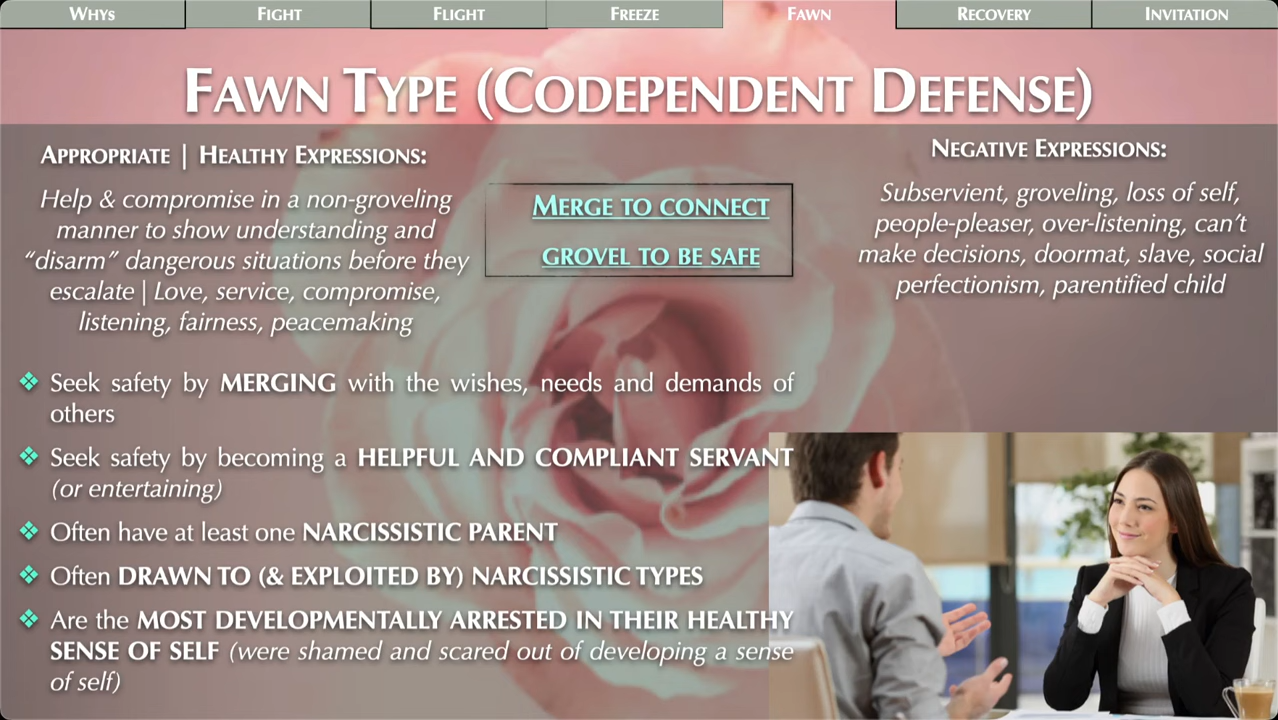 WHYS FIGHT FLIGHT FREEZE FAWN RECOVERY INVITATION
FAWN TYPE (CODEPENDENT DEFENSE)
APPROPRIATE | HEALTHY EXPRESSIONS:
Help & compromise in a non-groveling
manner to show understanding and
“disarm” dangerous situations before they
escalate | Love, service, compromise,
listening, fairness, peacemaking
MERGE TO CONNECT
GROVEL TO BE SAFE
NEGATIVE EXPRESSIONS:
Subservient, groveling, loss of self,
people-pleaser, over-listening, can’t
make decisions, doormat, slave, social
perfectionism, parentified child
❖ Seek safety by MERGING with the wishes, needs and demands of
others
❖ Seek safety by becoming a HELPFUL AND COMPLIANT SERVANT
(or entertaining)
❖ Often have at least one NARCISSISTIC PARENT
❖ Often DRAWN TO (& EXPLOITED BY) NARCISSISTIC TYPES
❖ Are the MOST DEVELOPMENTALLY ARRESTED IN THEIR HEALTHY
SENSE OF SELF (were shamed and scared out of developing a sense
of self)